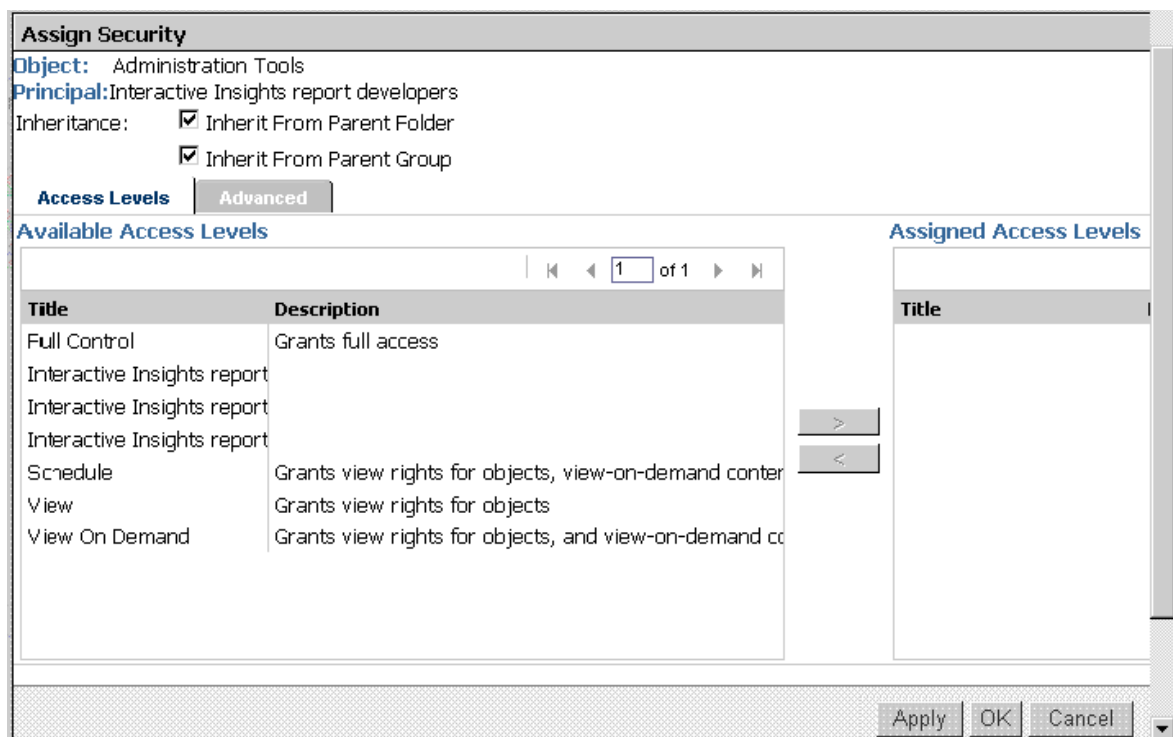 Assign Security
Object: Administration Tools
Principal:Interactive Insights report developers
Inheritance: Inherit From Parent Folder
Inherit From Parent Group
Access Levels Advanced
Available Access Levels Assigned Access Levels
1 of 1
Title Description Title
Full Control Grants full access
Interactive Insights report
Interactive Insights report
Interactive Insights report
>
Schedule Grants view rights for objects, view-on-demand conten
<
View Grants view rights for objects
View On Demand Grants view rights for objects, and view-on-demand co
Apply OK Cancel